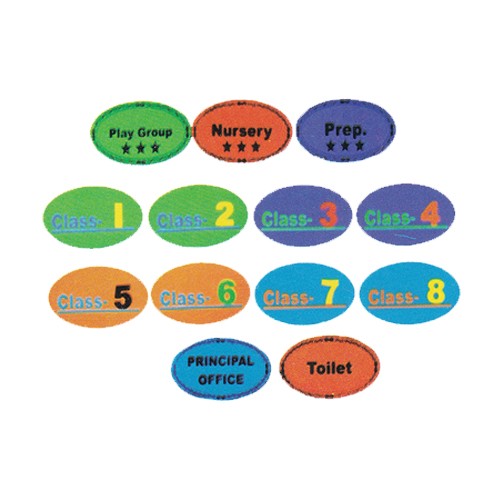 Play Group
Nursery
Prep.
Class- 1
Class- 2
Class- 3
Class- 4
Class- 5
Class- 6
Class- 7
Class- 8
PRINCIPAL
OFFICE
Toilet